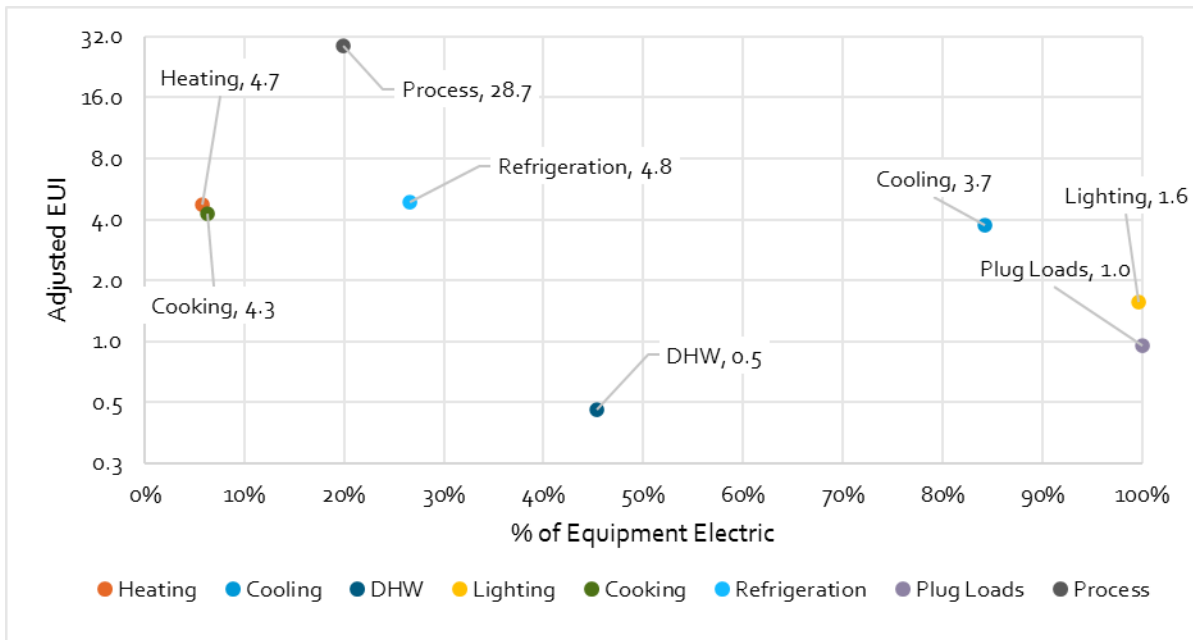 Adjusted EUI
32.0
16.0
8.0
4.0
2.0
1.0
0.5
0.3
Heating, 4.7
Process, 28.7
Refrigeration, 4.8
Cooling, 3.7
Lighting, 1.6
Plug Loads, 1.0
Cooking, 4.3
DHW, 0.5
0% 10% 20% 30% 40% 50% 60% 70% 80% 90% 100%
% of Equipment Electric
Heating Cooling DHW Lighting Cooking Refrigeration Plug Loads Process